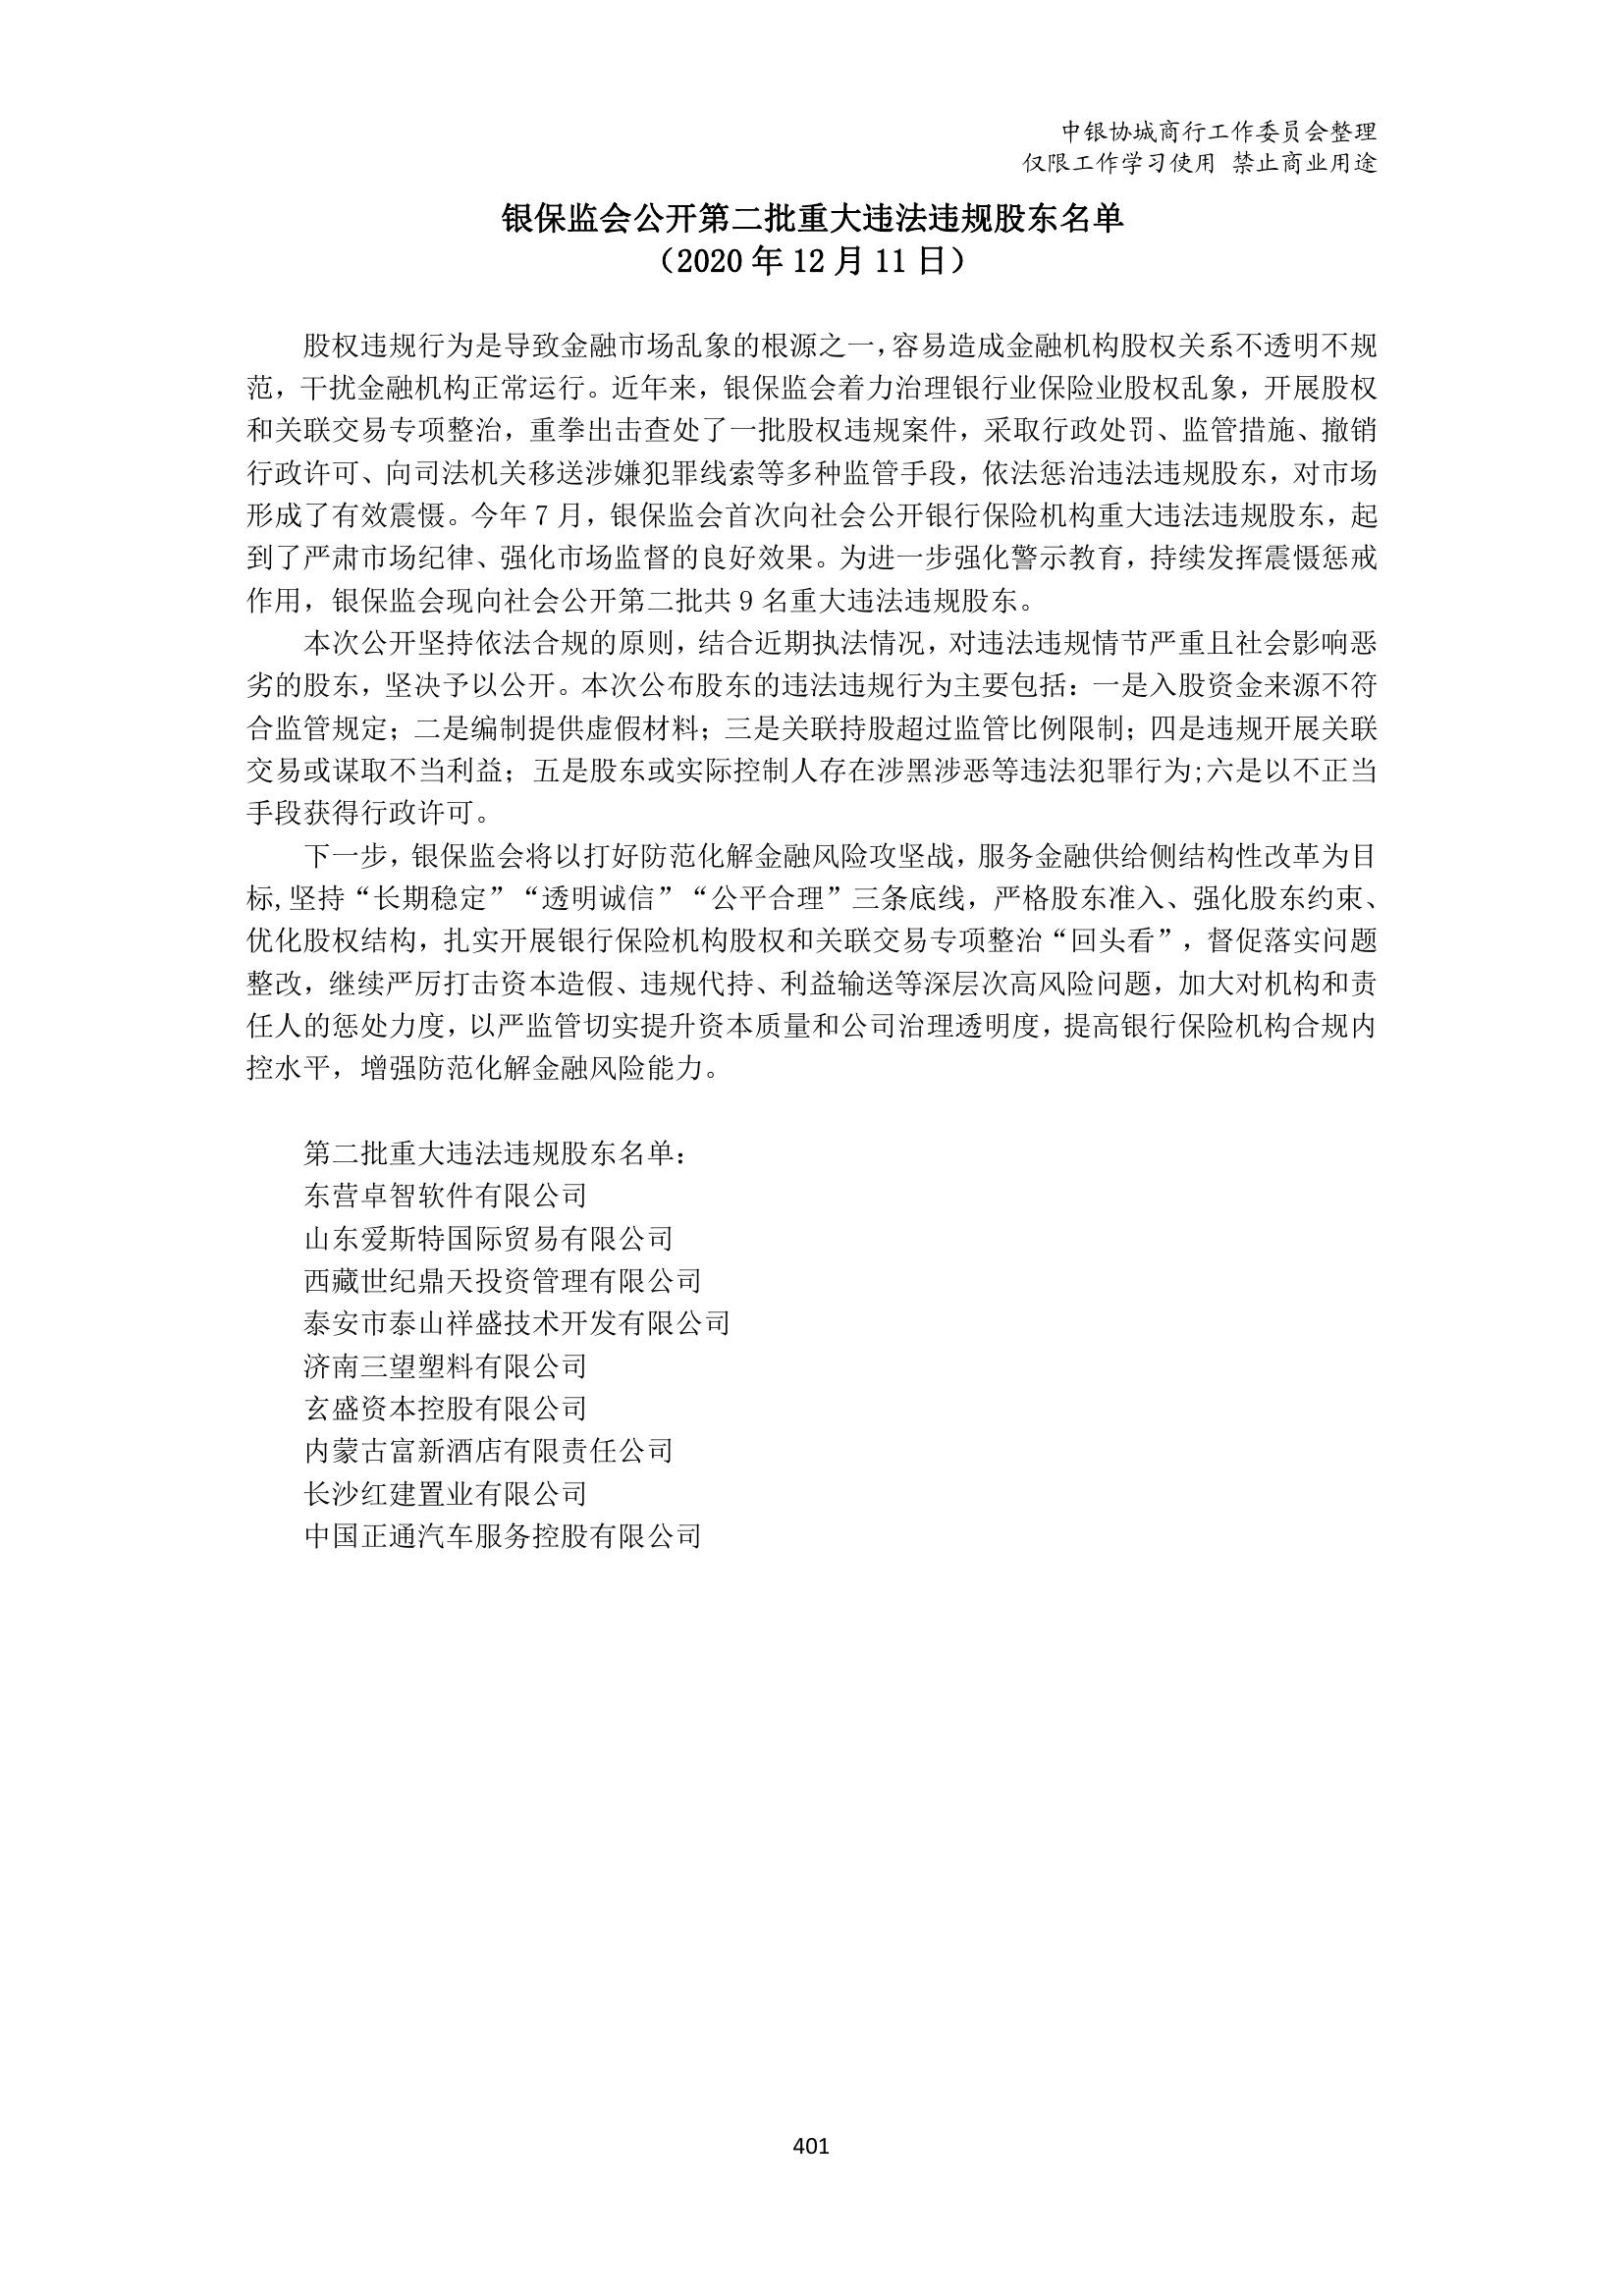 中银协城商行工作委员会整理
仅限工作学习使用 禁止商业用途
银保监会公开第二批重大违法违规股东名单
（2020 年 12 月 11 日）
股权违规行为是导致金融市场乱象的根源之一，容易造成金融机构股权关系不透明不规
范，干扰金融机构正常运行。近年来，银保监会着力治理银行业保险业股权乱象，开展股权
和关联交易专项整治，重拳出击查处了一批股权违规案件，采取行政处罚、监管措施、撤销
行政许可、向司法机关移送涉嫌犯罪线索等多种监管手段，依法惩治违法违规股东，对市场
形成了有效震慑。今年 7 月，银保监会首次向社会公开银行保险机构重大违法违规股东，起
到了严肃市场纪律、强化市场监督的良好效果。为进一步强化警示教育，持续发挥震慑惩戒
作用，银保监会现向社会公开第二批共 9 名重大违法违规股东。
本次公开坚持依法合规的原则，结合近期执法情况，对违法违规情节严重且社会影响恶
劣的股东，坚决予以公开。本次公布股东的违法违规行为主要包括：一是入股资金来源不符
合监管规定；二是编制提供虚假材料；三是关联持股超过监管比例限制；四是违规开展关联
交易或谋取不当利益；五是股东或实际控制人存在涉黑涉恶等违法犯罪行为;六是以不正当
手段获得行政许可。
下一步，银保监会将以打好防范化解金融风险攻坚战，服务金融供给侧结构性改革为目
标,坚持“长期稳定”“透明诚信”“公平合理”三条底线，严格股东准入、强化股东约束、
优化股权结构，扎实开展银行保险机构股权和关联交易专项整治“回头看”，督促落实问题
整改，继续严厉打击资本造假、违规代持、利益输送等深层次高风险问题，加大对机构和责
任人的惩处力度，以严监管切实提升资本质量和公司治理透明度，提高银行保险机构合规内
控水平，增强防范化解金融风险能力。
第二批重大违法违规股东名单：
东营卓智软件有限公司
山东爱斯特国际贸易有限公司
西藏世纪鼎天投资管理有限公司
泰安市泰山祥盛技术开发有限公司
济南三望塑料有限公司
玄盛资本控股有限公司
内蒙古富新酒店有限责任公司
长沙红建置业有限公司
中国正通汽车服务控股有限公司
401